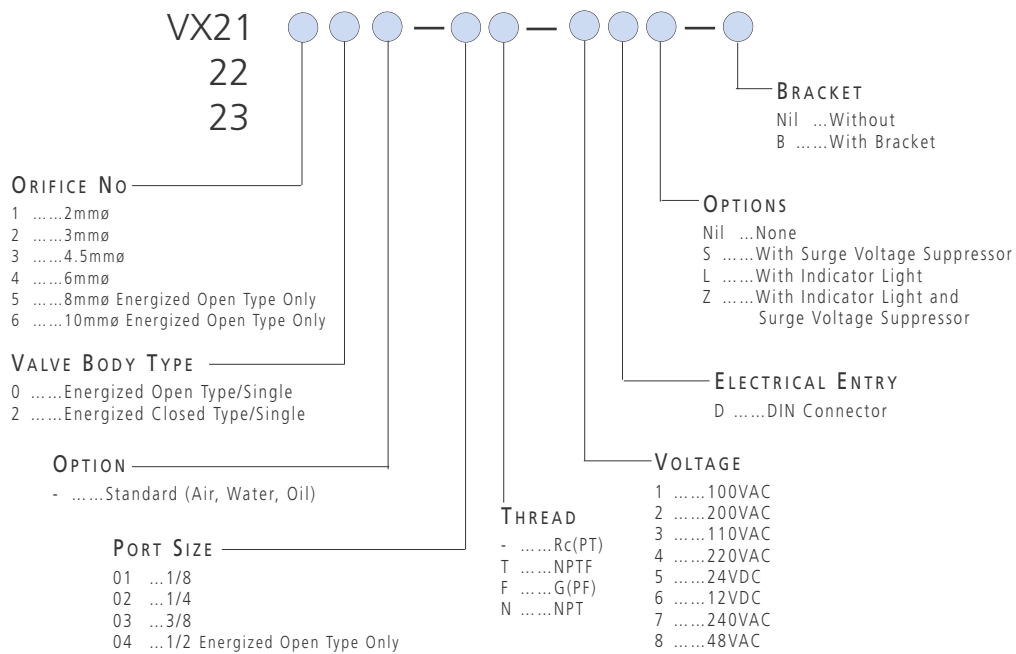 VX21
22
23
BRACKET
Nil ...Without
B ......With Bracket
ORIFICE NO
1 ......2mmø
2 ......3mmø
3 ......4.5mmø
4 ......6mmø
5 ......8mmø Energized Open Type Only
6 ......10mmø Energized Open Type Only
OPTIONS
Nil ...None
S ......With Surge Voltage Suppressor
L ......With Indicator Light
Z ......With Indicator Light and
Surge Voltage Suppressor
VALVE BODY TYPE
0 ......Energized Open Type/Single
2 ......Energized Closed Type/Single
ELECTRICAL ENTRY
D ......DIN Connector
OPTION
- ......Standard (Air, Water, Oil)
VOLTAGE
1 ......100VAC
2 ......200VAC
3 ......110VAC
4 ......220VAC
5 ......24VDC
6 ......12VDC
7 ......240VAC
8 ......48VAC
THREAD
- ......Rc(PT)
T ......NPTF
F ......G(PF)
N ......NPT
PORT SIZE
01 ...1/8
02 ...1/4
03 ...3/8
04 ...1/2 Energized Open Type Only